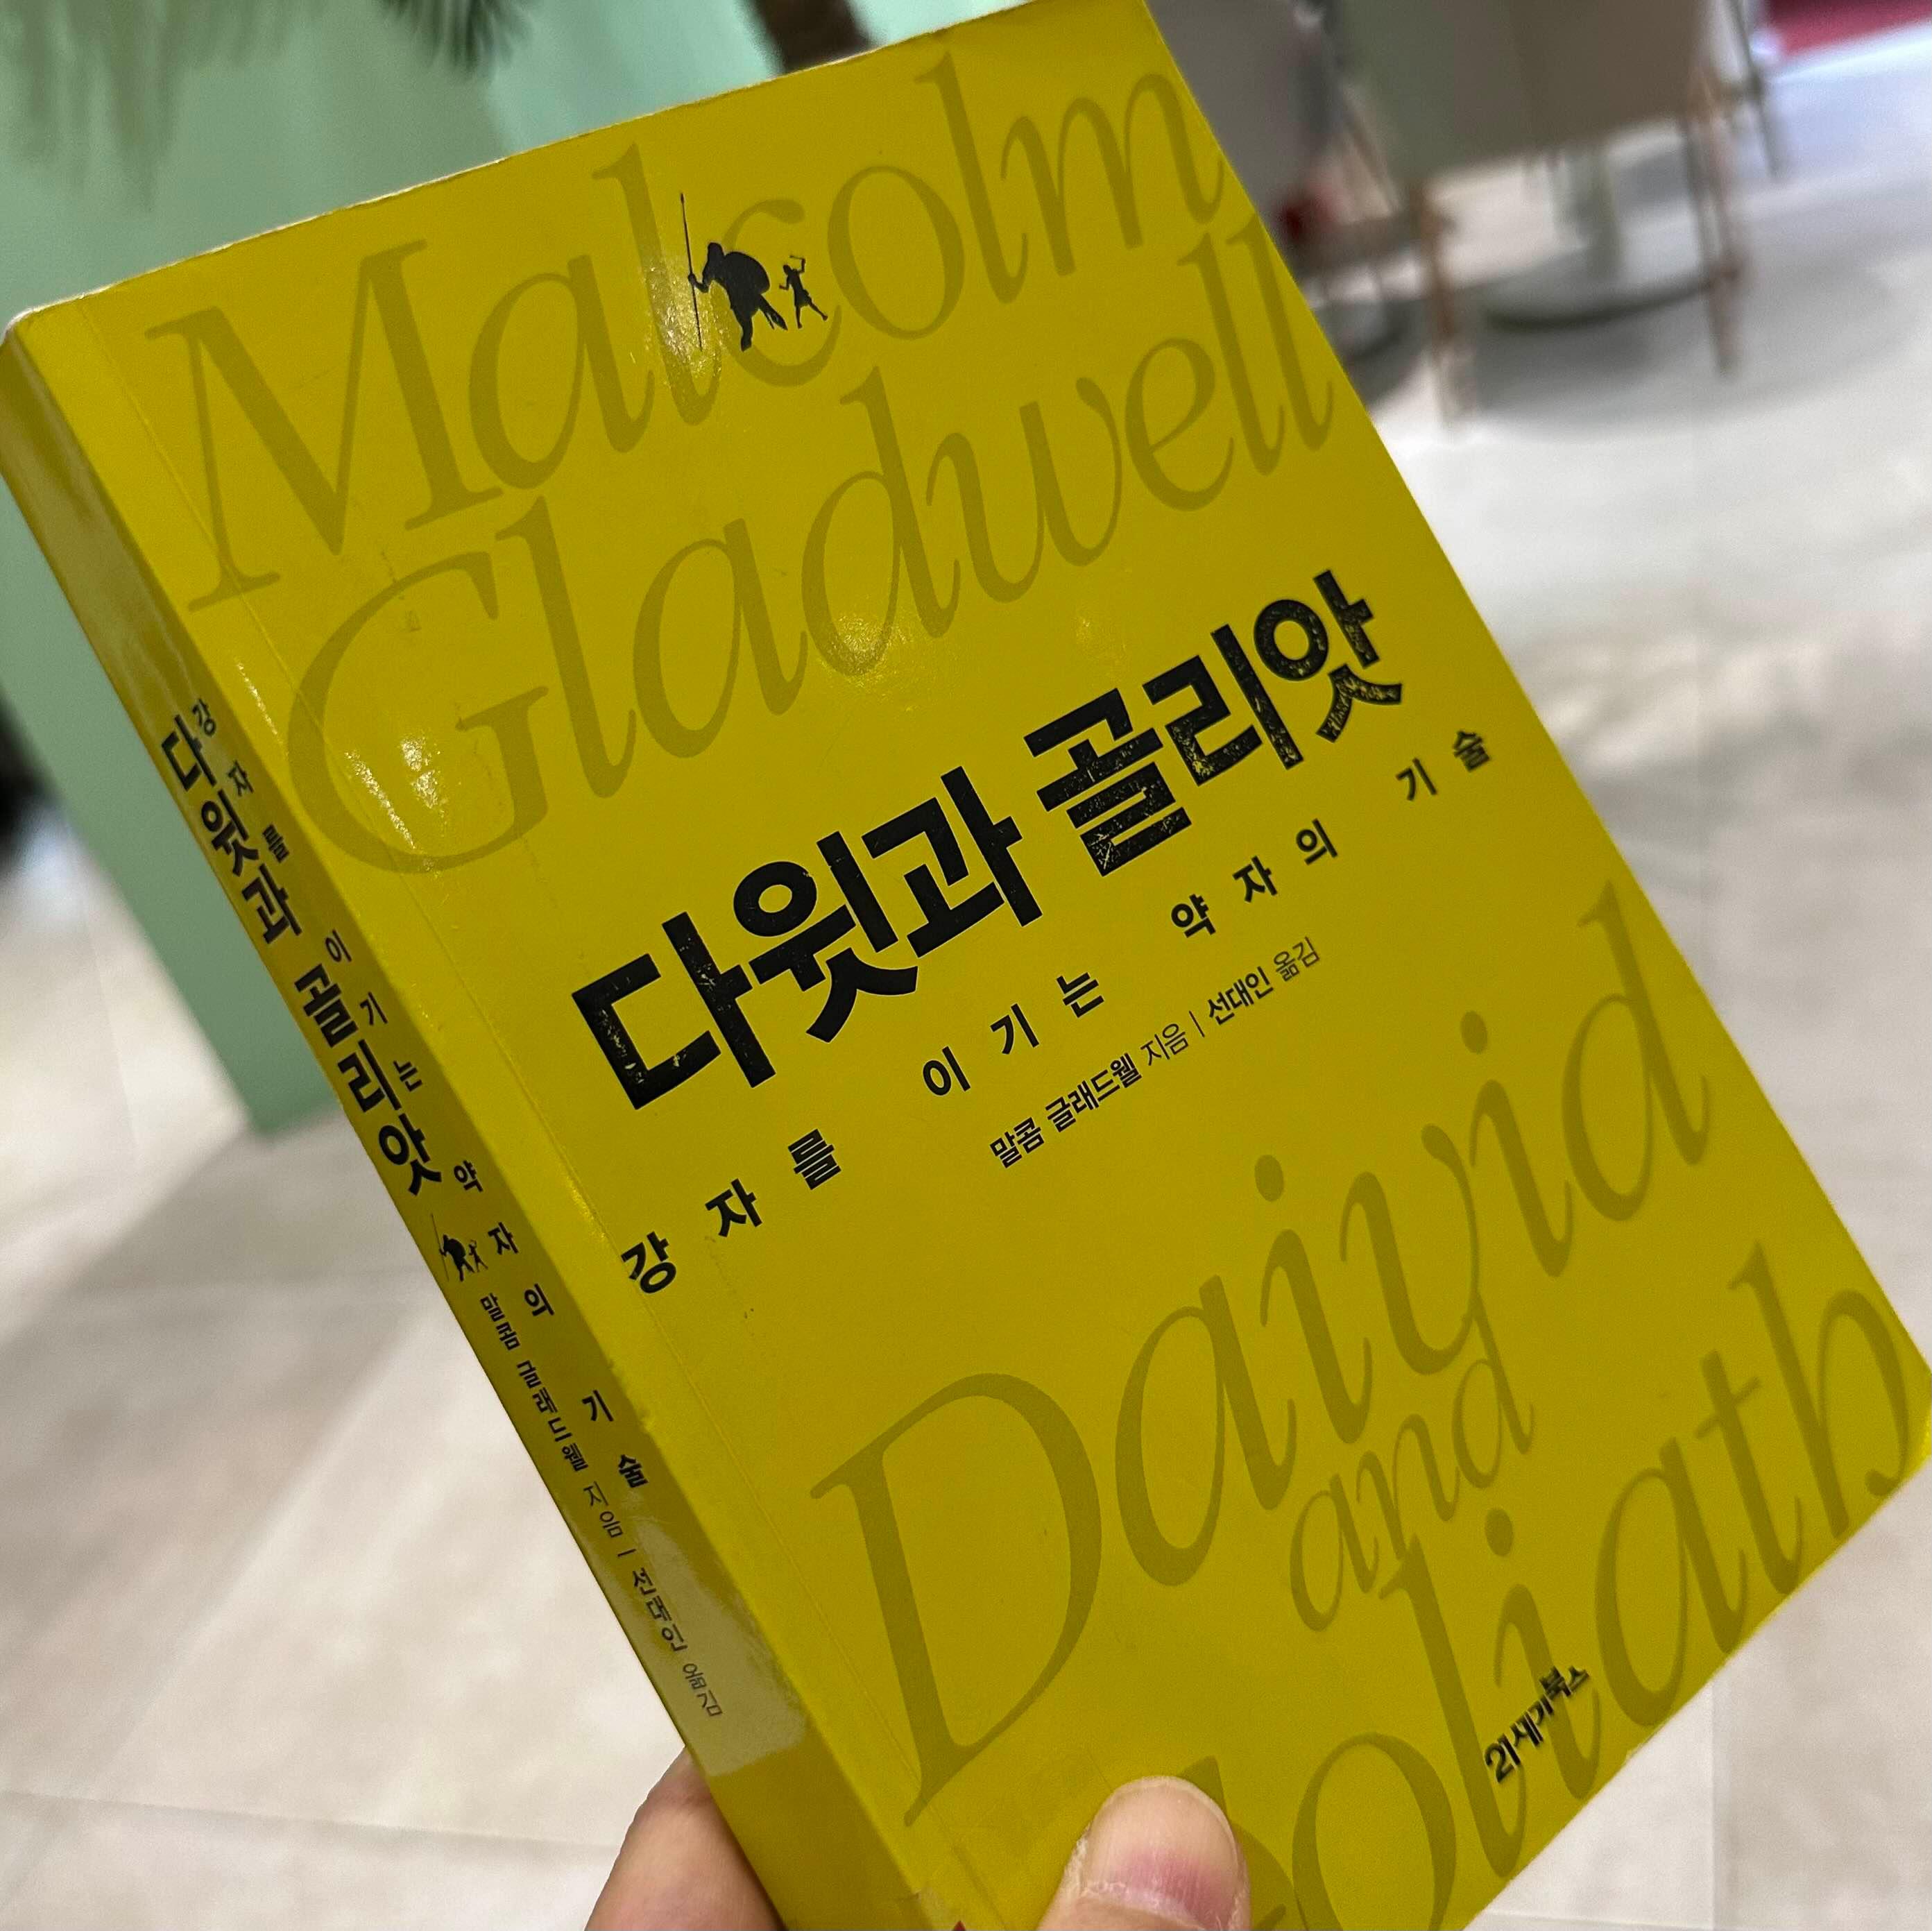 Malcolm
Gladwell
다윗과 골리앗
강자를 이기는 약자의 기술
말콤 글래드웰 지음 | 선대인 옮김
Daivid
and
Goliath
21세기북스
강자를 이기는 약자의 기술
다윗과 골리앗
말콤 글래드웰 지음 | 선대인 옮김